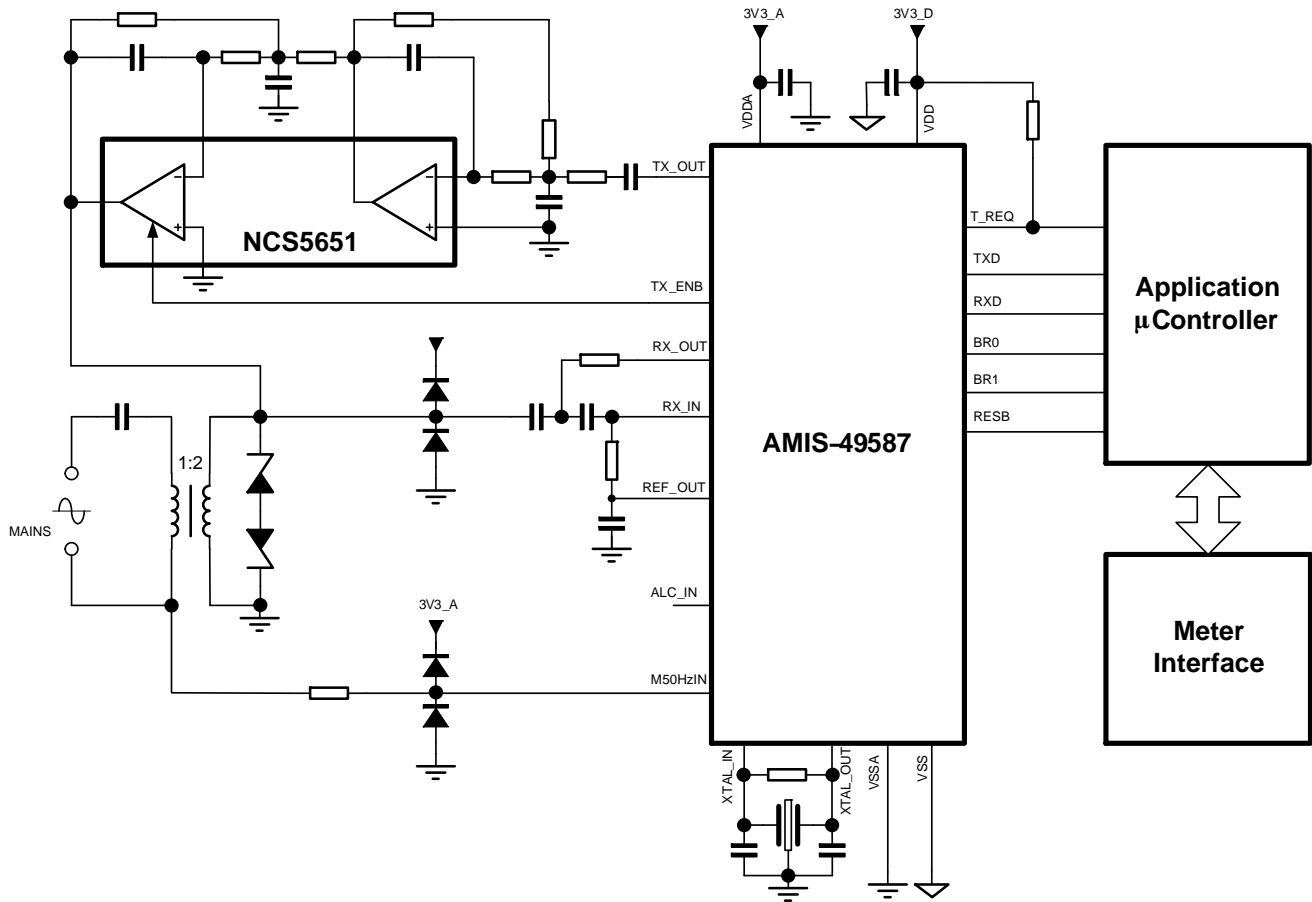 3V3_A
3V3_D
VDDA
VDD
TX_OUT
NCS5651
T_REQ
TXD
TX_ENB
RXD
Application
μController
RX_OUT
BR0
BR1
RX_IN
RESB
AMIS-49587
1:2
REF_OUT
MAINS
ALC_IN
3V3_A
Meter
Interface
M50HzIN
XTAL_IN
XTAL_OUT
VSSA
VSS